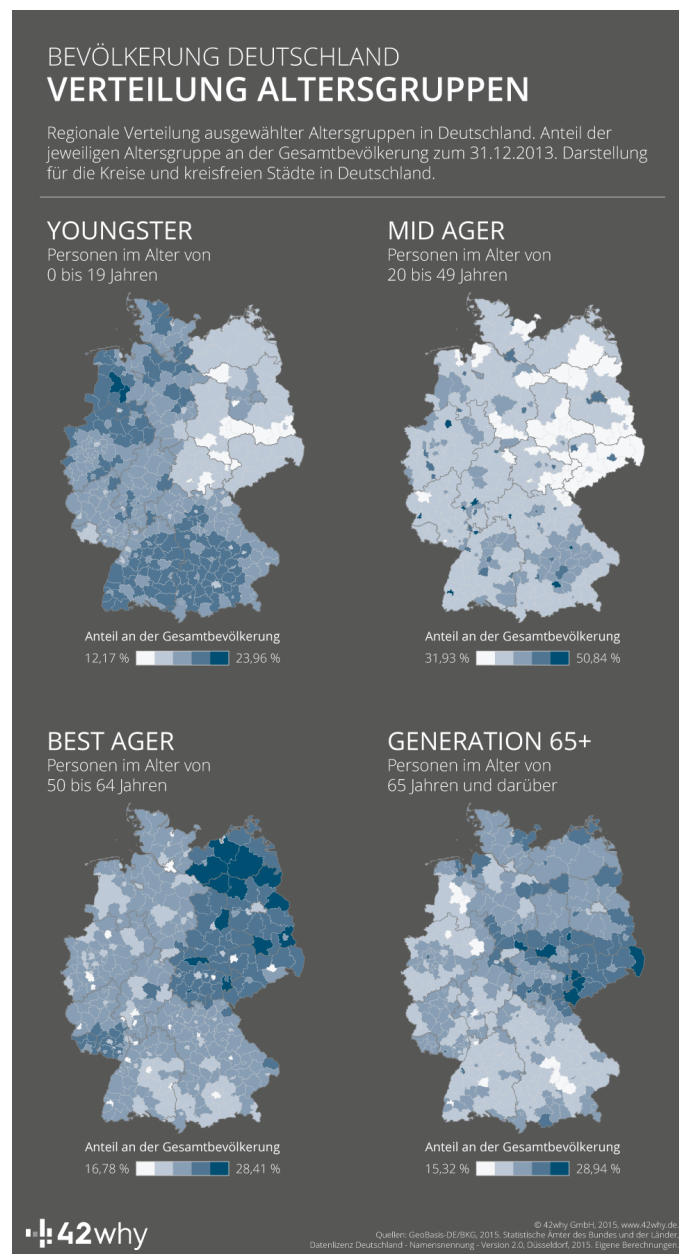 BEVÖLKERUNG DEUTSCHLAND
VERTEILUNG ALTERSGRUPPEN
Regionale Verteilung ausgewählter Altersgruppen in Deutschland. Anteil der
jeweiligen Altersgruppe an der Gesamtbevölkerung zum 31.12.2013. Darstellung
für die Kreise und kreisfreien Städte in Deutschland.
YOUNGSTER
Personen im Alter von
0 bis 19 Jahren
MID AGER
Personen im Alter von
20 bis 49 Jahren
Anteil an der Gesamtbevölkerung
12,17 % 23,96 %
Anteil an der Gesamtbevölkerung
31,93 % 50,84 %
BEST AGER
Personen im Alter von
50 bis 64 Jahren
GENERATION 65+
Personen im Alter von
65 Jahren und darüber
Anteil an der Gesamtbevölkerung
16,78 % 28,41 %
Anteil an der Gesamtbevölkerung
15,32 % 28,94 %
42why
© 42why GmbH, 2015, www.42why.de.
Quellen: GeoBasis-DE/BKG, 2015. Statistische Ämter des Bundes und der Länder,
Datenlizenz Deutschland - Namensnennung - Version 2.0, Düsseldorf, 2015. Eigene Berechnungen.